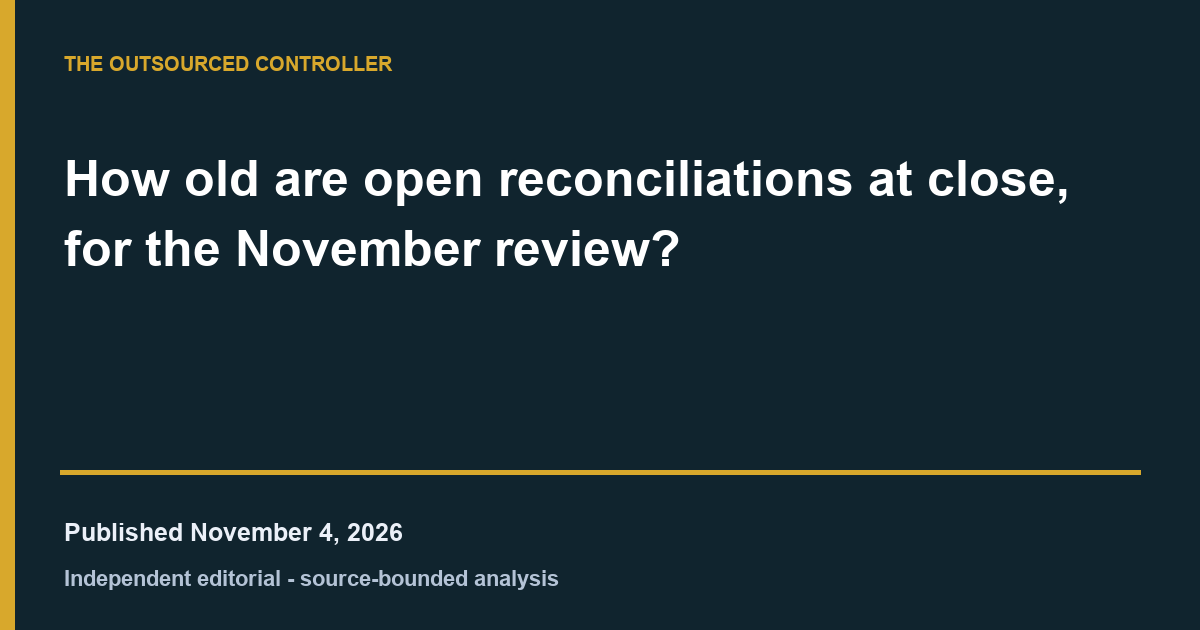 THE OUTSOURCED CONTROLLER
How old are open reconciliations at close,
for the November review?
Published November 4, 2026
Independent editorial - source-bounded analysis